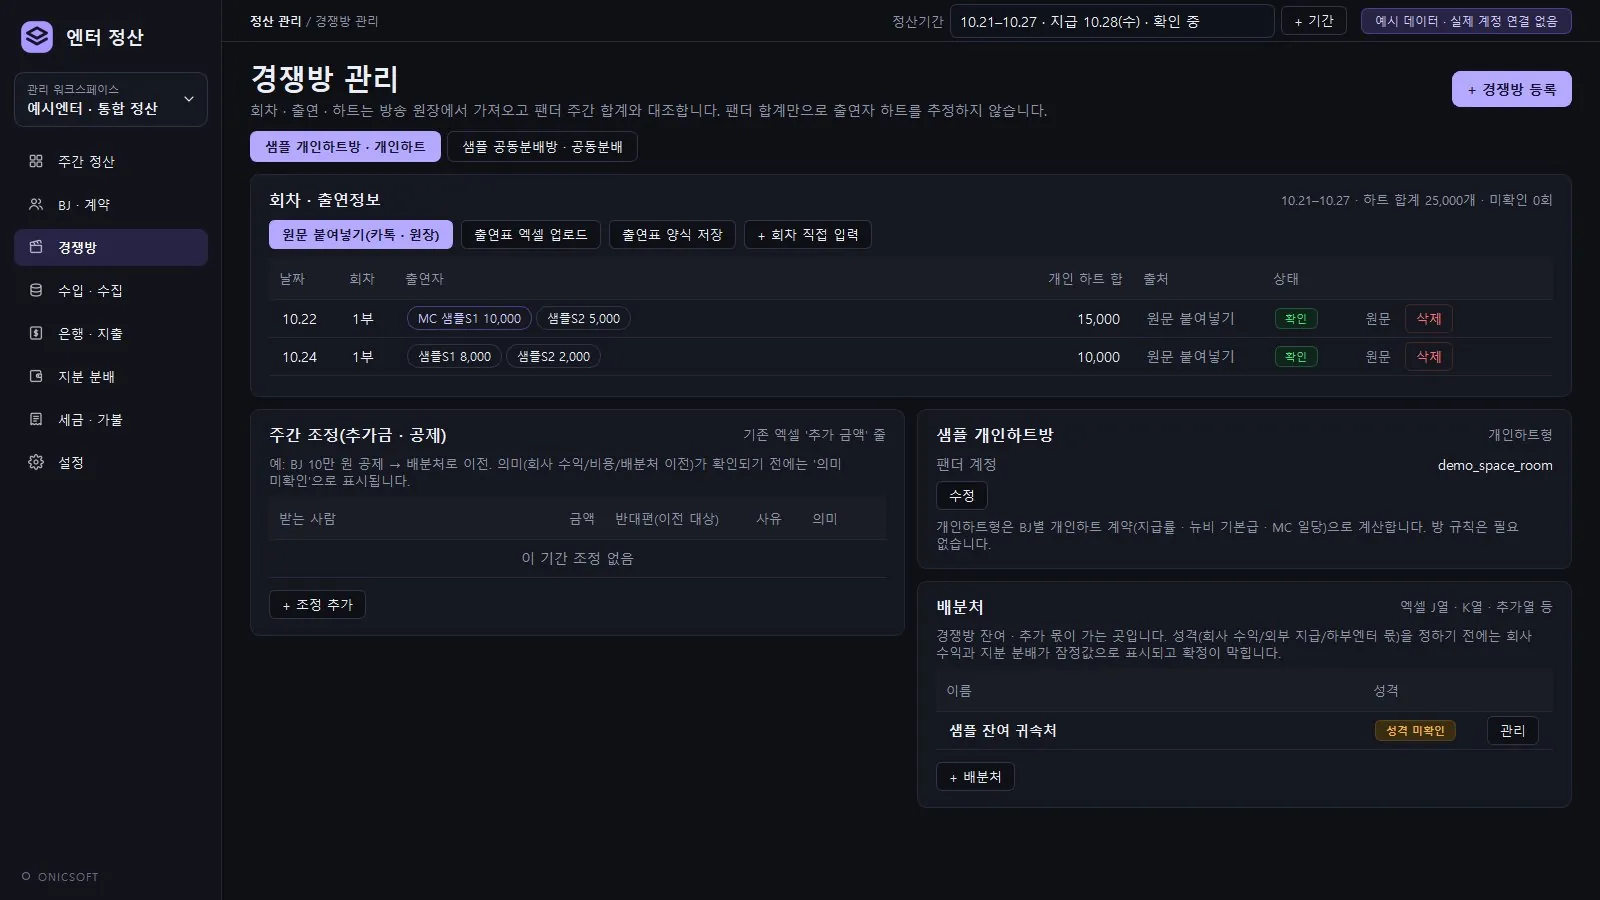 엔터 정산
관리 워크스페이스
예시엔터 · 통합 정산
주간 정산
BJ · 계약
경쟁방
수입 · 수집
은행 · 지출
지분 분배
세금 · 가불
설정
ONICSOFT
정산 관리 / 경쟁방 관리
정산기간 10.21–10.27 · 지급 10.28(수) · 확인 중 + 기간 예시 데이터 · 실제 계정 연결 없음
경쟁방 관리
회차 · 출연 · 하트는 방송 원장에서 가져오고 팬더 주간 합계와 대조합니다. 팬더 합계만으로 출연자 하트를 추정하지 않습니다.
+ 경쟁방 등록
샘플 개인하트방 · 개인하트 샘플 공동분배방 · 공동분배
회차 · 출연정보 10.21–10.27 · 하트 합계 25,000개 · 미확인 0회
원문 붙여넣기(카톡 · 원장) 출연표 엑셀 업로드 출연표 양식 저장 + 회차 직접 입력
날짜 회차 출연자 개인 하트 합 출처 상태
10.22 1부 MC 샘플S1 10,000 샘플S2 5,000 15,000 원문 붙여넣기 확인 원문 삭제
10.24 1부 샘플S1 8,000 샘플S2 2,000 10,000 원문 붙여넣기 확인 원문 삭제
주간 조정(추가금 · 공제) 기존 엑셀 '추가 금액' 줄
예: BJ 10만 원 공제 → 배분처로 이전. 의미(회사 수익/비용/배분처 이전)가 확인되기 전에는 '의미
미확인'으로 표시됩니다.
받는 사람 금액 반대편(이전 대상) 사유 의미
이 기간 조정 없음
+ 조정 추가
샘플 개인하트방 개인하트형
팬더 계정 demo_space_room
수정
개인하트형은 BJ별 개인하트 계약(지급률 · 뉴비 기본급 · MC 일당)으로 계산합니다. 방 규칙은 필요
없습니다.
배분처 엑셀 J열 · K열 · 추가열 등
경쟁방 잔여 · 추가 몫이 가는 곳입니다. 성격(회사 수익/외부 지급/하부엔터 몫)을 정하기 전에는 회사
수익과 지분 분배가 잠정값으로 표시되고 확정이 막힙니다.
이름 성격
샘플 잔여 귀속처 성격 미확인 관리
+ 배분처